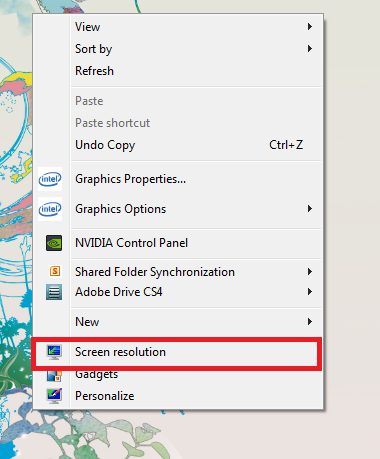 View
Sort by
Refresh
Paste
Paste shortcut
Undo Copy Ctrl+Z
intel Graphics Properties...
intel Graphics Options
NVIDIA Control Panel
S Shared Folder Synchronization
Adobe Drive CS4
New
Screen resolution
Gadgets
Personalize